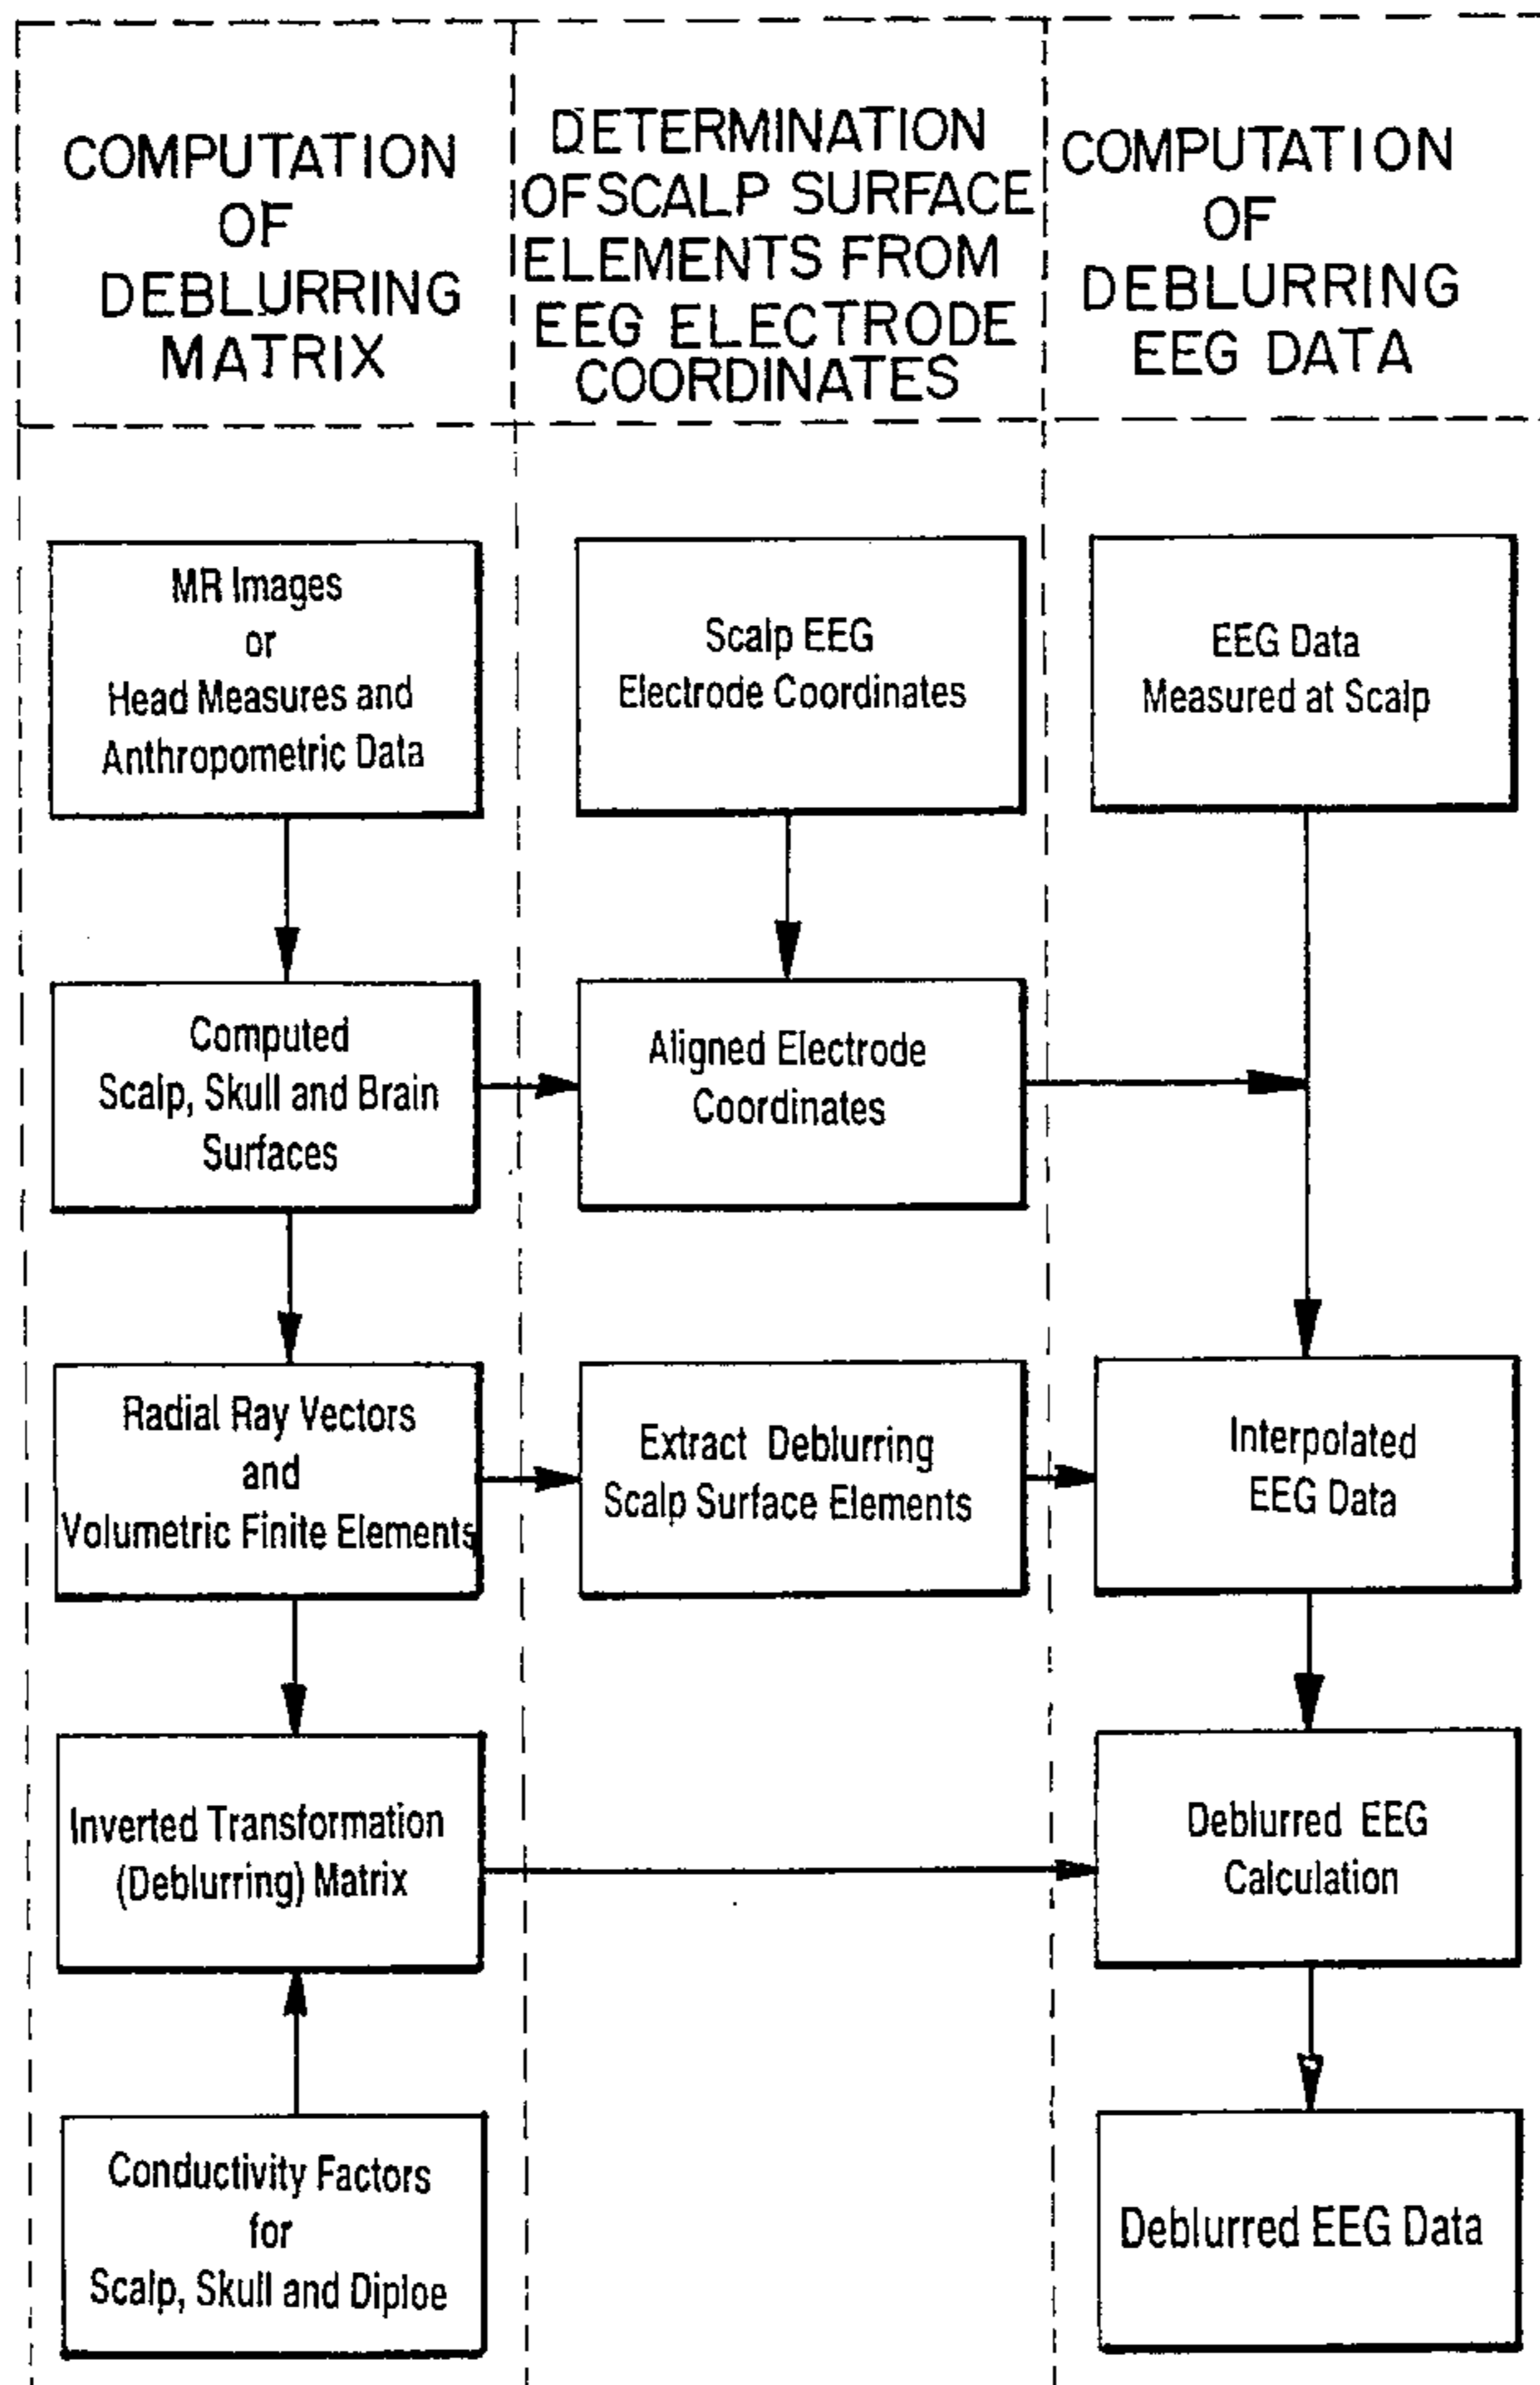 COMPUTATION
OF
DEBLURRING
MATRIX
DETERMINATION
OF SCALP SURFACE
ELEMENTS FROM
EEG ELECTRODE
COORDINATES
COMPUTATION
OF
DEBLURRING
EEG DATA
MR Images
or
Head Measures and
Anthropometric Data
Scalp EEG
Electrode Coordinates
EEG Data
Measured at Scalp
Computed
Scalp, Skull and Brain
Surfaces
Aligned Electrode
Coordinates
Radial Ray Vectors
and
Volumetric Finite Elements
Extract Deblurring
Scalp Surface Elements
Interpolated
EEG Data
Inverted Transformation
(Deblurring) Matrix
Deblurred EEG
Calculation
Conductivity Factors
for
Scalp, Skull and Diploe
Deblurred EEG Data